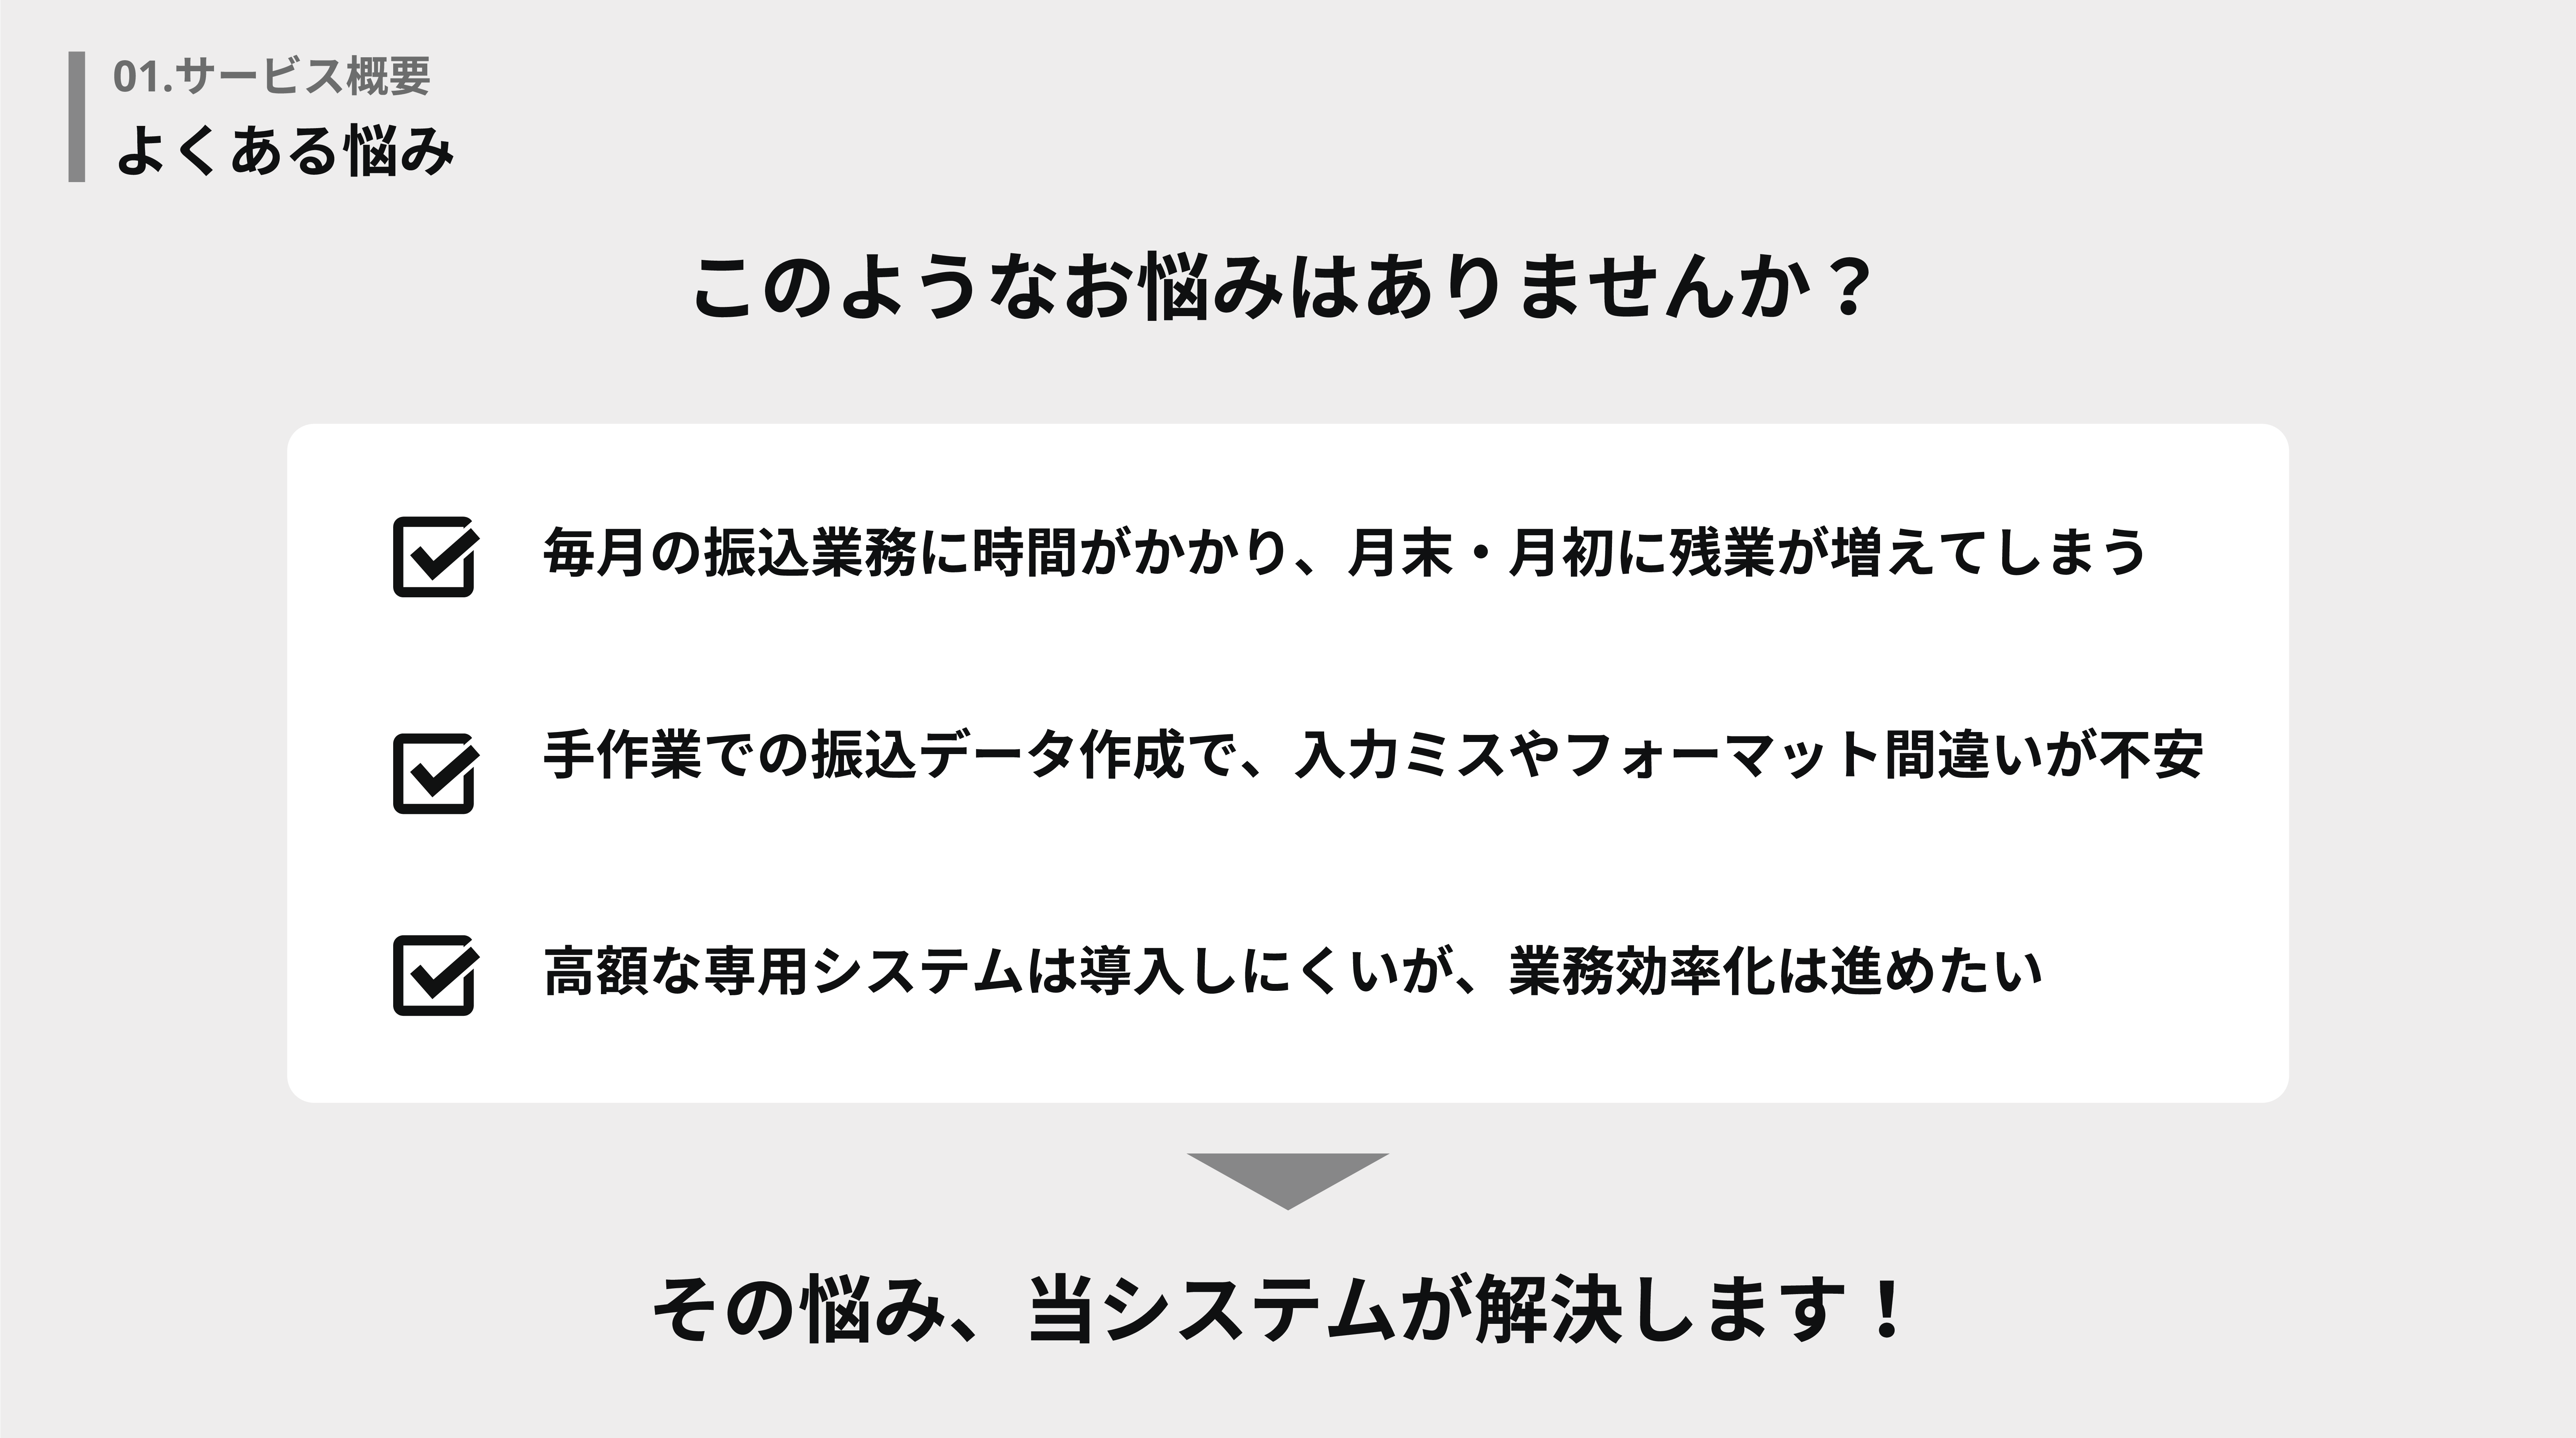 01.サービス概要
よくある悩み
このようなお悩みはありませんか？
毎月の振込業務に時間がかかり、月末・月初に残業が増えてしまう
手作業での振込データ作成で、入力ミスやフォーマット間違いが不安
高額な専用システムは導入しにくいが、業務効率化は進めたい
その悩み、当システムが解決します！